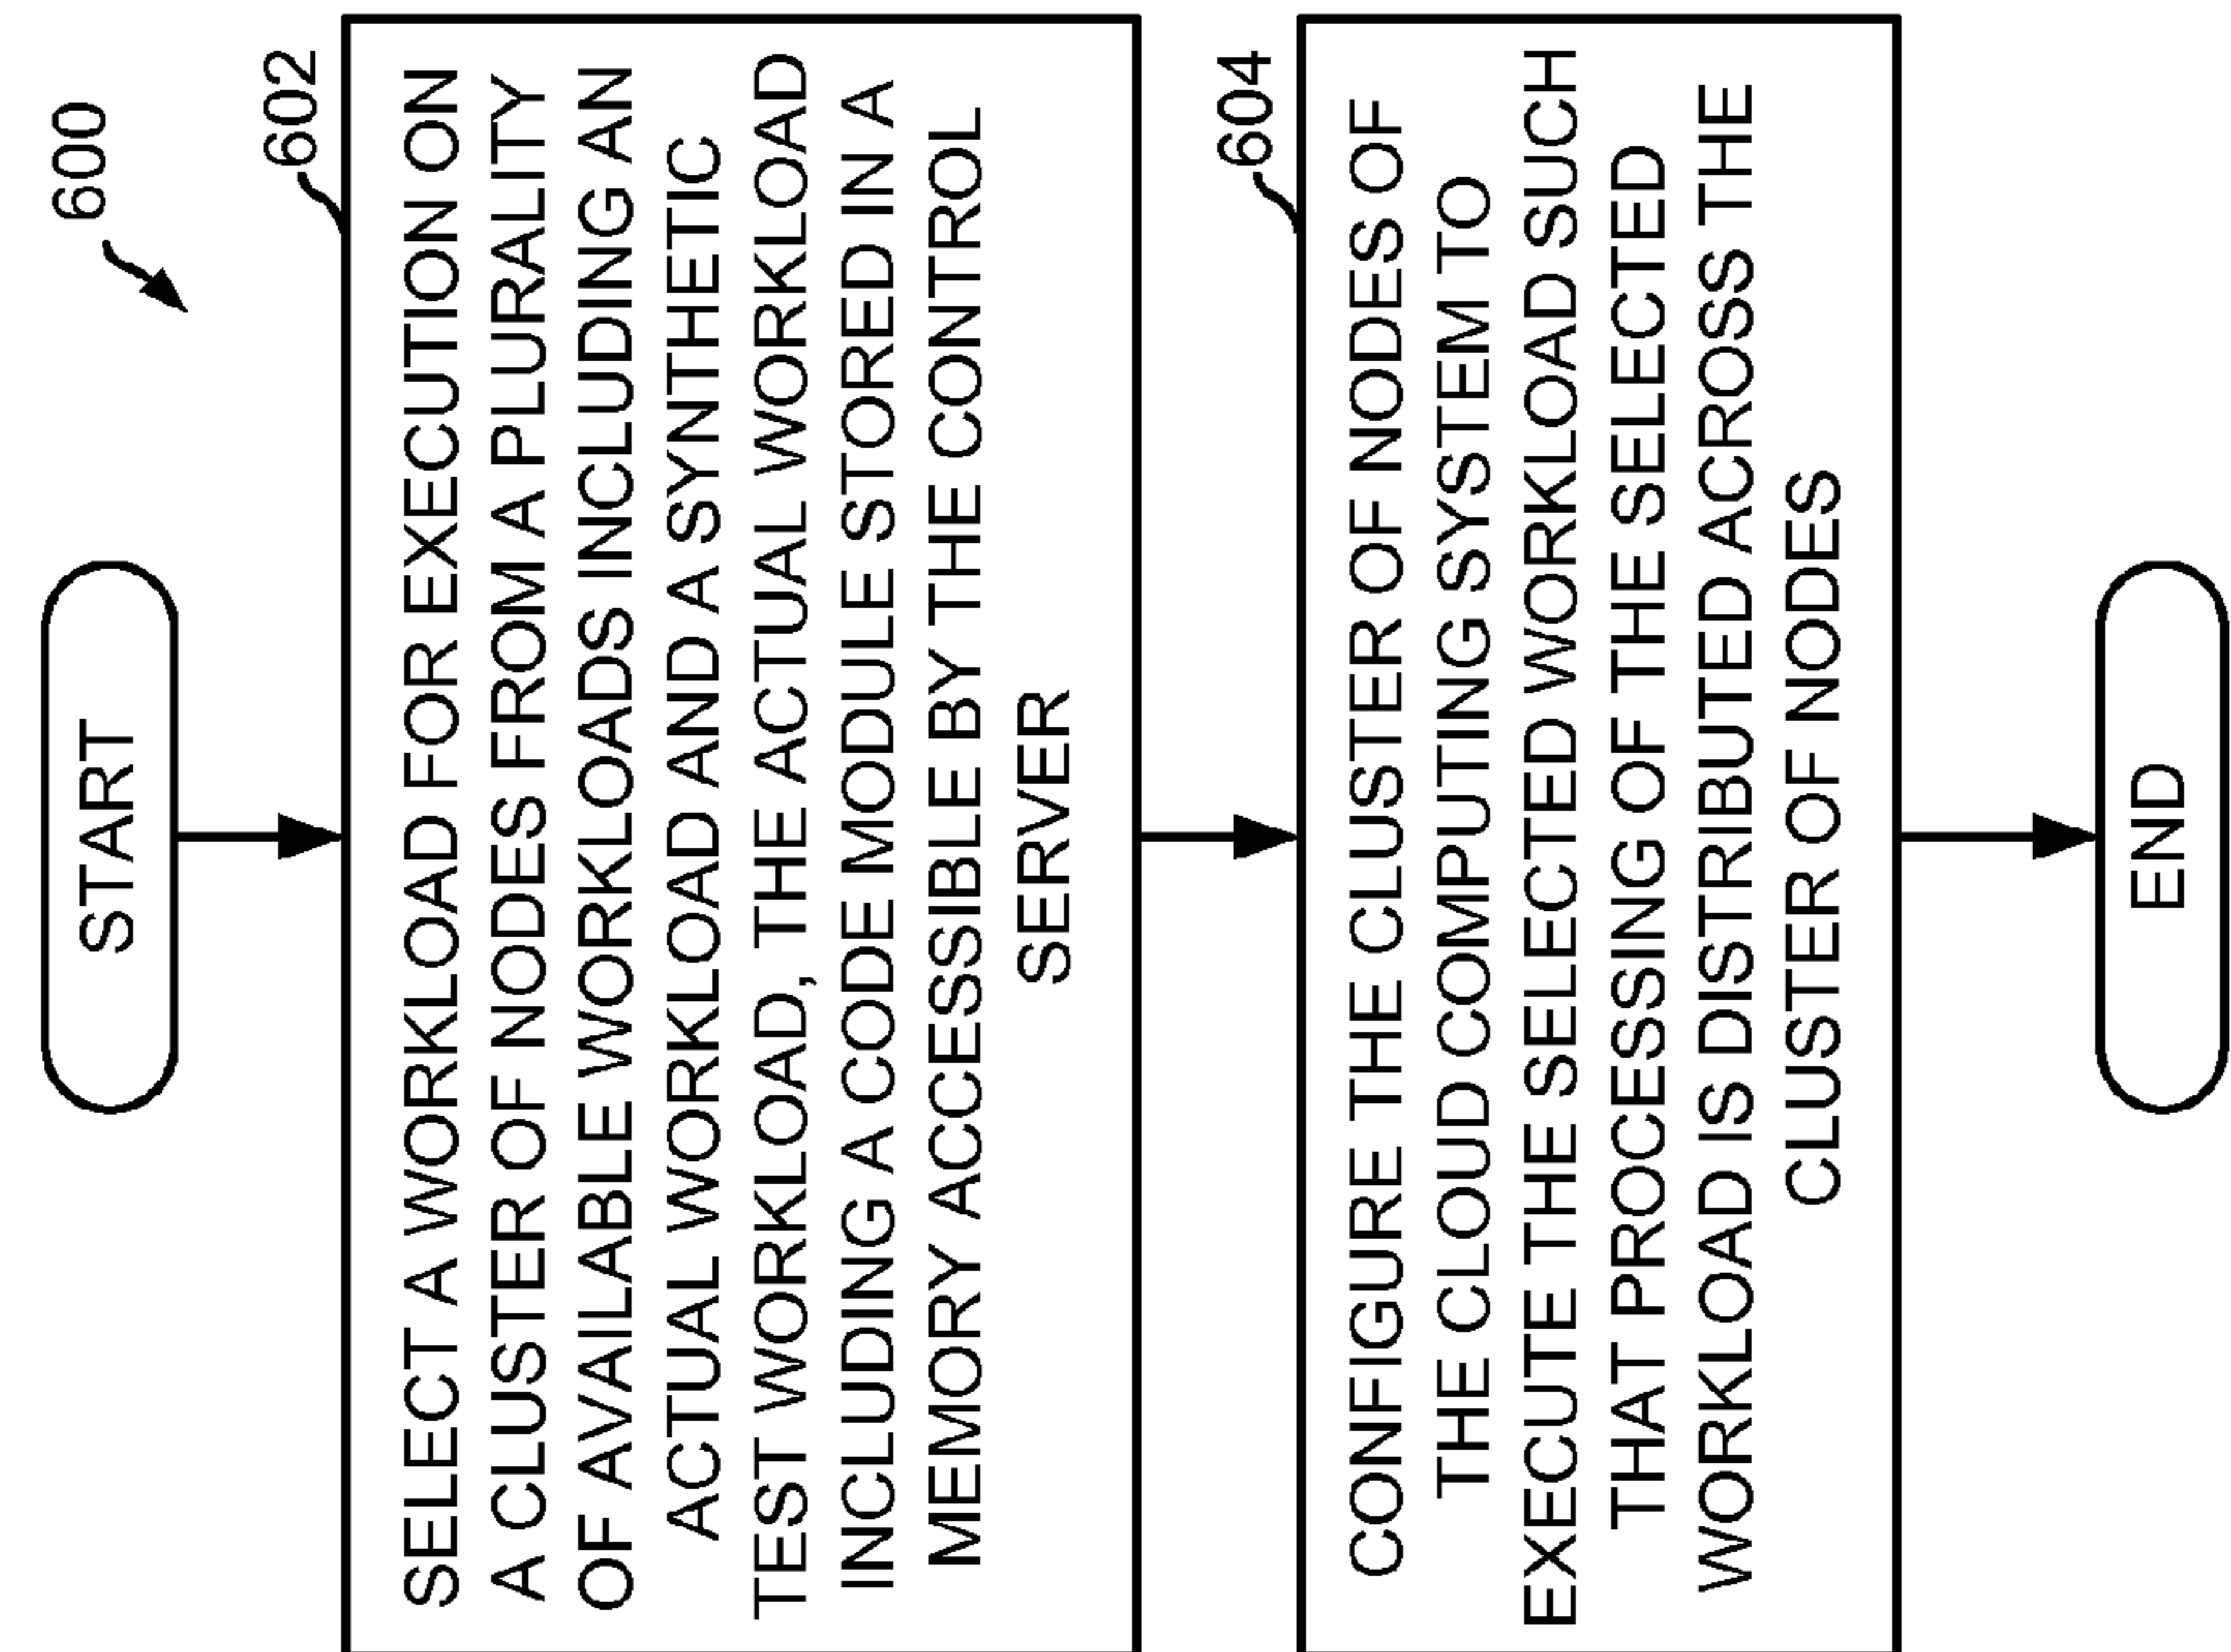 600
START
602
SELECT A WORKLOAD FOR EXECUTION ON
A CLUSTER OF NODES FROM A PLURALITY
OF AVAILABLE WORKLOADS INCLUDING AN
ACTUAL WORKLOAD AND A SYNTHETIC
TEST WORKLOAD, THE ACTUAL WORKLOAD
INCLUDING A CODE MODULE STORED IN A
MEMORY ACCESSIBLE BY THE CONTROL
SERVER
604
CONFIGURE THE CLUSTER OF NODES OF
THE CLOUD COMPUTING SYSTEM TO
EXECUTE THE SELECTED WORKLOAD SUCH
THAT PROCESSING OF THE SELECTED
WORKLOAD IS DISTRIBUTED ACROSS THE
CLUSTER OF NODES
END